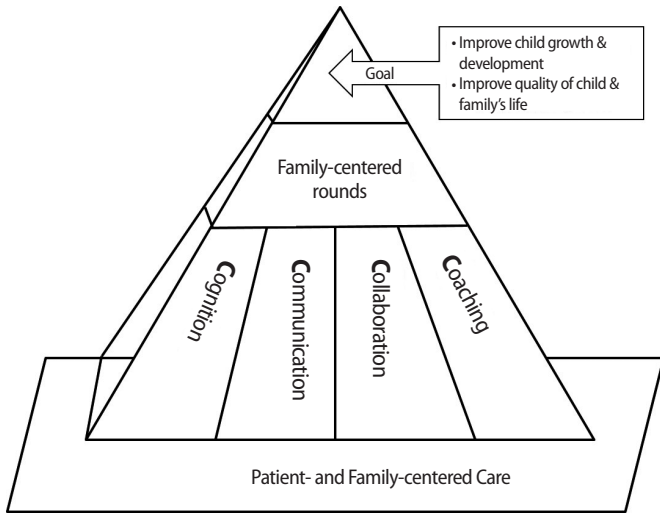 • Improve child growth &
development
• Improve quality of child &
family's life
Goal
Family-centered
rounds
Cognition
Communication
Collaboration
Coaching
Patient- and Family-centered Care